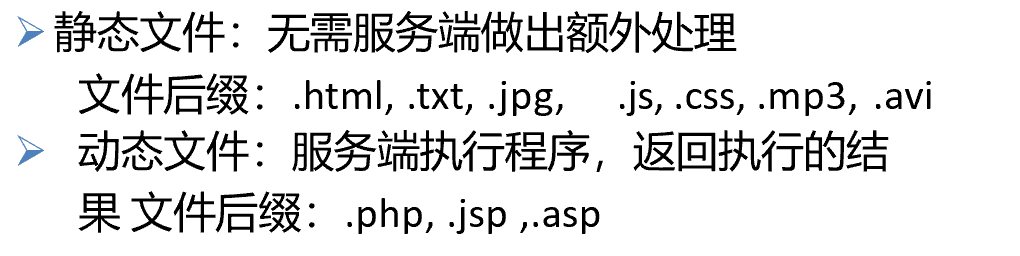 ➢静态文件：无需服务端做出额外处理
文件后缀：.html, .txt, .jpg, .js, .css, .mp3, .avi
➢ 动态文件：服务端执行程序，返回执行的结
果 文件后缀：.php, .jsp ,.asp